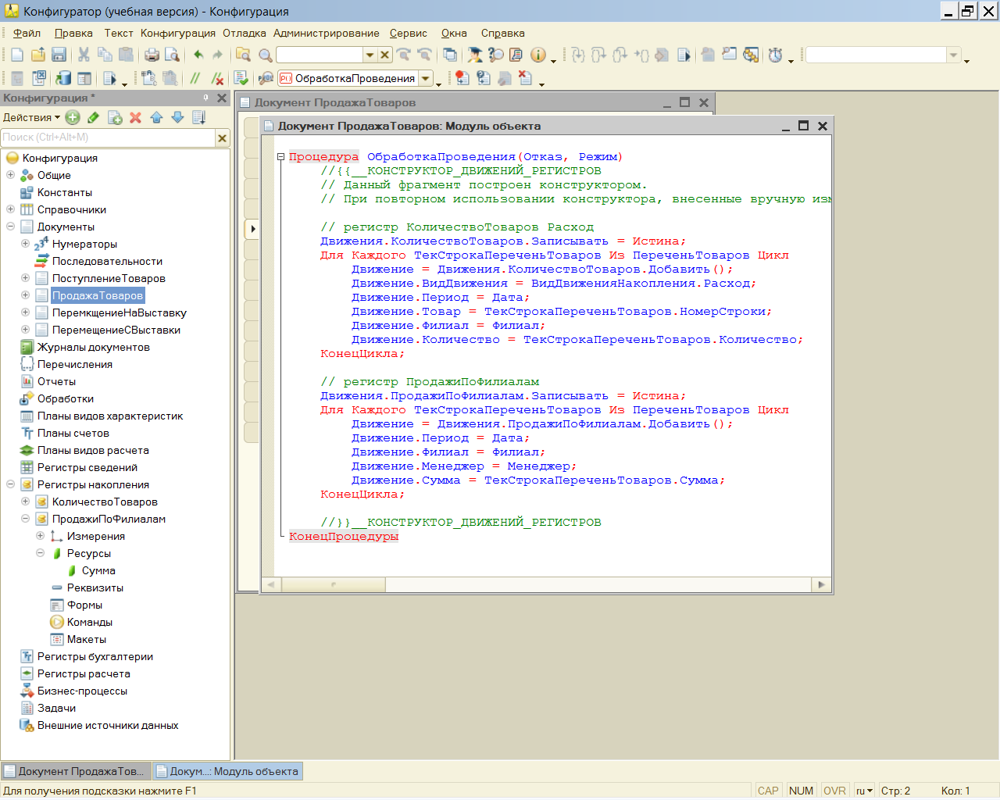 Конфигуратор (учебная версия) - Конфигурация
Файл Правка Текст Конфигурация Отладка Администрирование Сервис Окна Справка
ОбработкаПроведения
Конфигурация *
Действия
Поиск (Ctrl+Alt+M)
Конфигурация
Общие
Константы
Справочники
Документы
Нумераторы
Последовательности
ПоступлениеТоваров
ПродажаТоваров
ПеремкщениеНаВыставку
ПеремещениеСВыставки
Журналы документов
Перечисления
Отчеты
Обработки
Планы видов характеристик
Планы счетов
Планы видов расчета
Регистры сведений
Регистры накопления
КоличествоТоваров
ПродажиПоФилиалам
Измерения
Ресурсы
Сумма
Реквизиты
Формы
Команды
Макеты
Регистры бухгалтерии
Регистры расчета
Бизнес-процессы
Задачи
Внешние источники данных
Документ ПродажаТоваров
Документ ПродажаТоваров: Модуль объекта
Процедура ОбработкаПроведения(Отказ, Режим)
//{{__КОНСТРУКТОР_ДВИЖЕНИЙ_РЕГИСТРОВ
// Данный фрагмент построен конструктором.
// При повторном использовании конструктора, внесенные вручную изм
// регистр КоличествоТоваров Расход
Движения.КоличествоТоваров.Записывать = Истина;
Для Каждого ТекСтрокаПереченьТоваров Из ПереченьТоваров Цикл
Движение = Движения.КоличествоТоваров.Добавить();
Движение.ВидДвижения = ВидДвиженияНакопления.Расход;
Движение.Период = Дата;
Движение.Товар = ТекСтрокаПереченьТоваров.НомерСтроки;
Движение.Филиал = Филиал;
Движение.Количество = ТекСтрокаПереченьТоваров.Количество;
КонецЦикла;
// регистр ПродажиПоФилиалам
Движения.ПродажиПоФилиалам.Записывать = Истина;
Для Каждого ТекСтрокаПереченьТоваров Из ПереченьТоваров Цикл
Движение = Движения.ПродажиПоФилиалам.Добавить();
Движение.Период = Дата;
Движение.Филиал = Филиал;
Движение.Менеджер = Менеджер;
Движение.Сумма = ТекСтрокаПереченьТоваров.Сумма;
КонецЦикла;
//}}__КОНСТРУКТОР_ДВИЖЕНИЙ_РЕГИСТРОВ
КонецПроцедуры
Документ ПродажаТов... Докум...: Модуль объекта
Для получения подсказки нажмите F1 CAP NUM OVR ru Стр: 2 Кол: 1